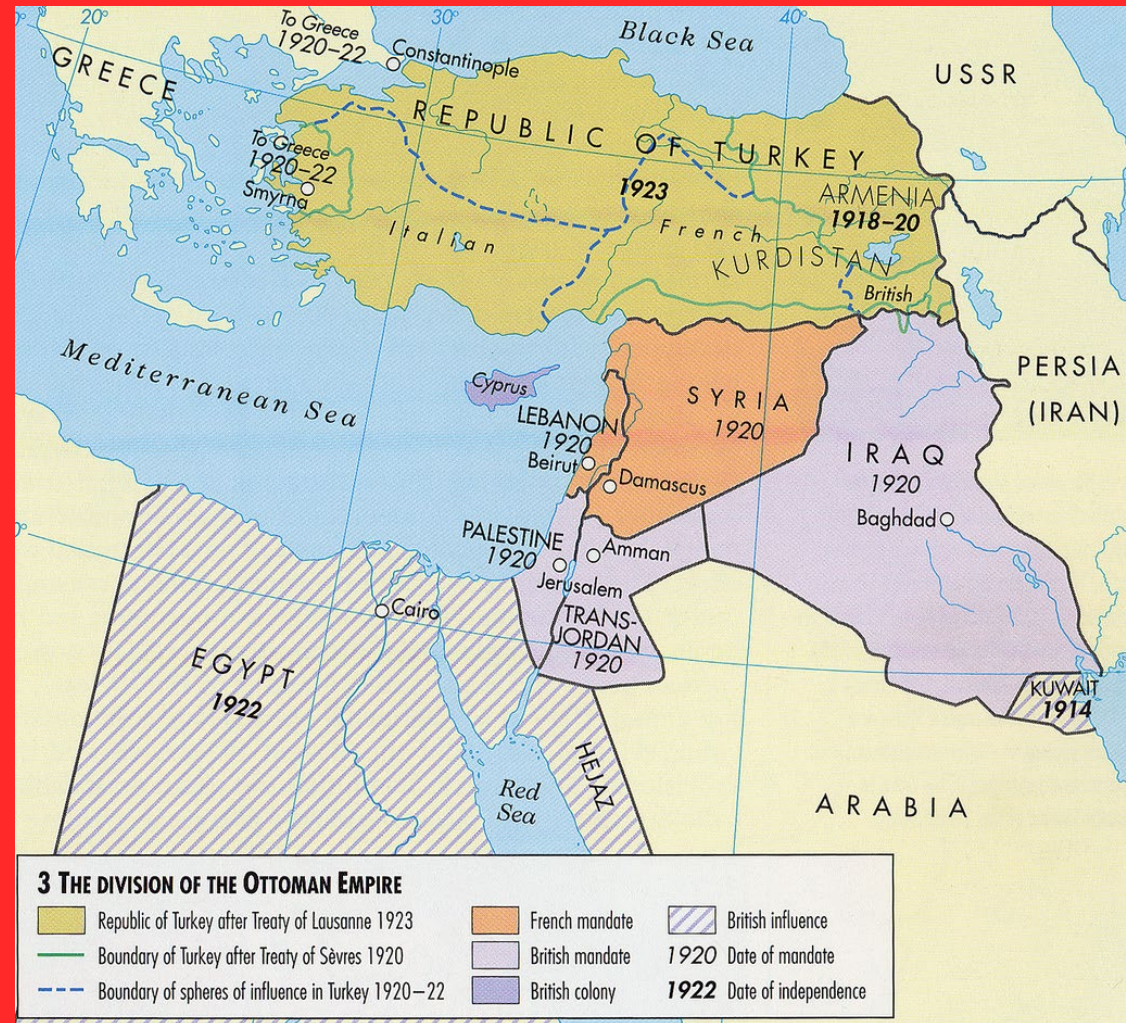 20°
30°
40°
To Greece
1920–22
Constantinople
Black Sea
USSR
GREECE
REPUBLIC OF TURKEY
1923
To Greece
1920–22
Smyrna
ARMENIA
1918–20
Italian
French
KURDISTAN
British
Mediterranean Sea
Cyprus
PERSIA
(IRAN)
LEBANON
1920
Beirut
SYRIA
1920
Damascus
IRAQ
1920
Baghdad
PALESTINE
1920
Amman
Jerusalem
TRANS-
JORDAN
1920
Cairo
EGYPT
1922
KUWAIT
1914
HEJAZ
Red
Sea
ARABIA
3 THE DIVISION OF THE OTTOMAN EMPIRE
Republic of Turkey after Treaty of Lausanne 1923
Boundary of Turkey after Treaty of Sèvres 1920
Boundary of spheres of influence in Turkey 1920–22
French mandate
British mandate
British colony
British influence
1920 Date of mandate
1922 Date of independence